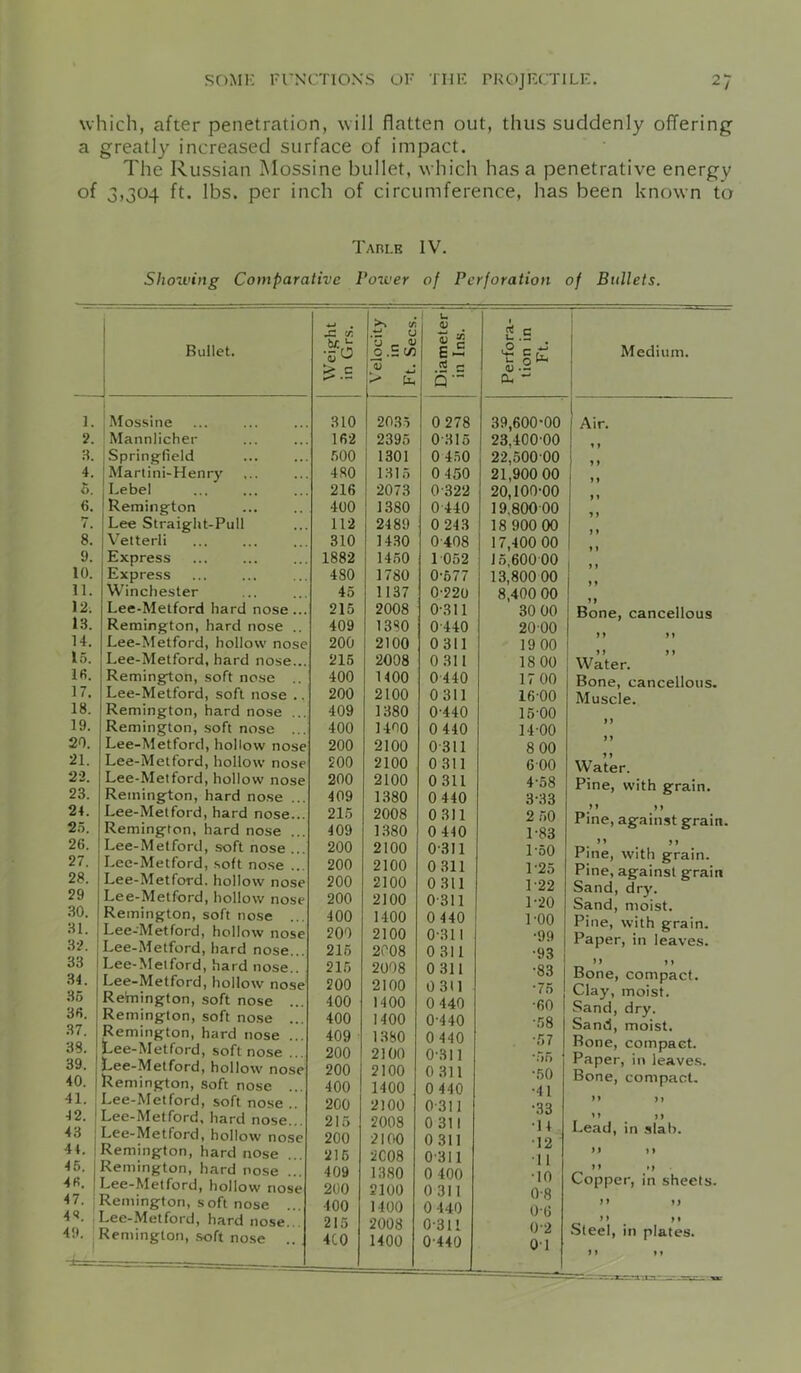 SOME FUNCTIONS OF THE PROJECTILE. 27
which, after penetration, will flatten out, thus suddenly offering
a greatly increased surface of impact.
The Russian Mossine bullet, which has a penetrative energy
of 3,304 ft. lbs. per inch of circumference, has been known to
TABLE IV.
Showing Comparative Power of Perforation of Bullets.
Bullet. Weight in Grs. Velocity in Ft. Secs. Diameter in Ins. Perfora-tion in Ft. Medium.
1. Mossine ... ... ... 310 2035 0 278 39,600·00 Air.
2. Mannlicher ... ... 162 2395 0·315 23,400·00 ,,
3. Springfield ... ... 500 1301 0 450 22,500 00 ,,
4. Martini-Henry ... ... 480 1315 0 450 21,900 00 ,,
5. Lebel ... ... ... 216 2073 0·322 20,100·00 ,,
6. Remington ... .. 400 1380 0 440 19,800 00 ,,
7. Lee Straight-Pull ... 112 2489 0 243 18 900 00 ,,
8. Vetterli ... ... ... 310 1430 0·408 17,400 00 ,,
9. Express ... ... ... 1882 1450 1 052 15,600 00 ,,
10. Express ... ... ... 480 1780 0·577 13,800 00 ,,
11. Winchester ... ... 45 1137 0·220 8,400 00 ,,
12. Lee-Metford hard nose ... 215 2008 0·311 30 00 Bone, cancellous
13. Remington, hard nose .. 409 1380 0·440 20·00 ,, ,,
14. Lee-Metford, hollow nose 200 2100 0 311 19 00 ,, ,,
15. Lee-Metford, hard nose... 215 2008 0 311 18 00 Water.
16. Remington, soft nose .. 400 1400 0·440 17 00 Bone, cancellous.
17. Lee-Metford, soft nose .. 200 2100 0 311 16·00 Muscle.
18. Remington, hard nose ... 409 1380 0·440 15·00 ,,
19. Remington, soft nose ... 400 1400 0 440 14·00 ,,
20. Lee-Metford, hollow nose 200 2100 0·311 8 00 ,,
21. Lee-Metford, hollow nose 200 2100 0 311 6 00 Water.
22. Lee-Metford, hollow nose 200 2100 0 311 4·58 Pine, with grain.
23. Remington, hard nose ... 409 1380 0 440 3·33 ,, ,,
24. Lee-Metford, hard nose... 215 2008 0 311 2 50 Pine, against grain.
25. Remington, hard nose ... 409 1380 0 440 1·83 ,, ,,
26. Lee-Metford, soft nose ... 200 2100 0·311 1·50 Pine, with grain.
27. Lee-Metford, soft nose ... 200 2100 0 311 1·25 Pine, against grain
28. Lee-Metford. hollow nose 200 2100 0 311 1·22 Sand, dry.
29 Lee-Metford, hollow nose 200 2100 0·311 1·20 Sand, moist.
30. Remington, soft nose ... 400 1400 0 440 1·00 Pine, with grain.
31. Lee-Metford, hollow nose 200 2100 0·311 ·99 Paper, in leaves.
32. Lee-Metford, hard nose... 215 2008 0 311 ·93 ,, ,,
33 Lee-Metford, hard nose.. 215 2008 0 311 ·83 Bone, compact.
34. Lee-Metford, hollow nose 200 2100 0 311 ·75 Clay, moist.
35 Remington, soft nose ... 400 1400 0 440 ·60 Sand, dry.
36. Remington, soft nose ... 400 1400 0·440 ·58 Sand, moist.
37. Remington, hard nose ... 409 1380 0 440 ·57 Bone, compact.
38. Lee-Metford, soft nose ... 200 2100 0·311 ·55 Paper, in leaves.
39. Lee-Metford, hollow nose 200 2100 0 311 ·50 Bone, compact.
40. Remington, soft nose ... 400 1400 0 440 ·41 ,, ,,
41. Lee-Metford, soft nose .. 200 2100 0·311 ·33 ,, ,,
42. Lee-Metford, hard nose... 215 2008 0 311 ·14 Lead, in slab.
43 Lee-Metford, hollow nose 200 2100 0 311 ·12 ,, ,,
44. Remington, hard nose ... 215 2008 0·311 ·11 ,, ,,
45. Remington, hard nose ... 409 1380 0 400 ·10 Copper, in sheets.
46. Lee-Metford, hollow nose 200 2100 0 311 0·8 ,, ,,
47. Remington, soft nose ... 400 1400 0 440 0·6 ,, ,,
48. Lee-Metford, hard nose... 215 2008 0·311 0·2 Steel, in plates.
49. Remington, soft nose .. 400 1400 0·440 0·1 ,, ,,